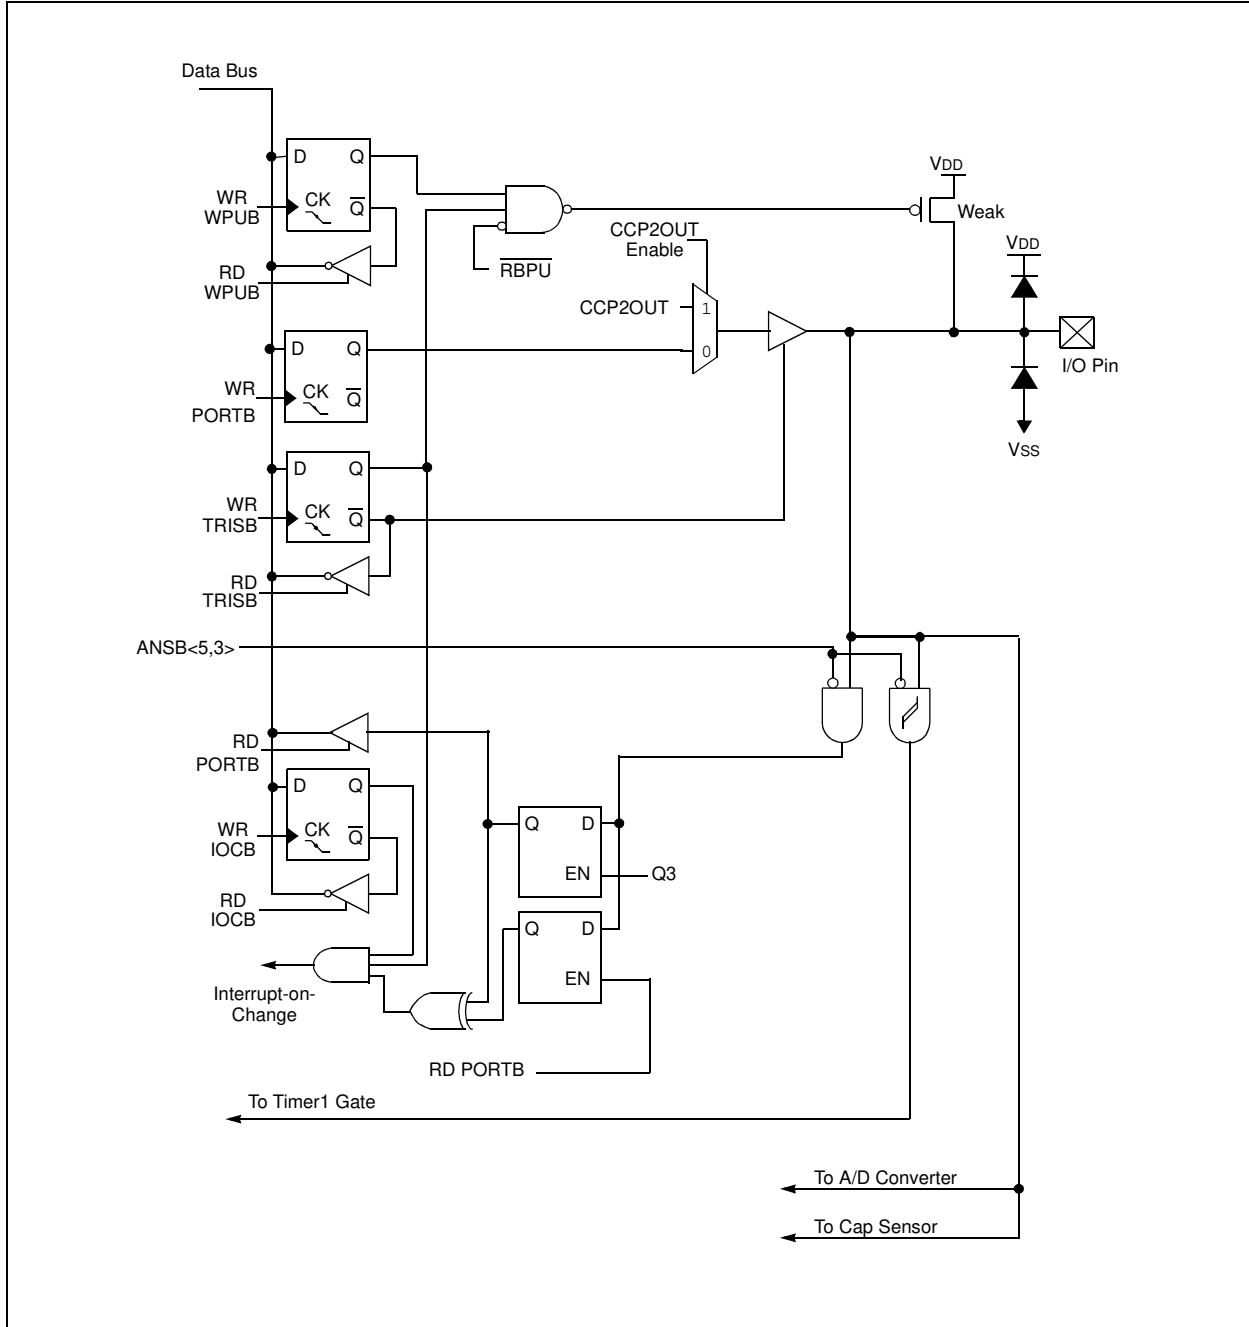 Data Bus
D Q
VDD
WR
WPUB
CK
Q̅
Weak
CCP2OUT
Enable
VDD
R̅B̅P̅U̅
RD
WPUB
CCP2OUT
1
D Q
0
I/O Pin
WR
PORTB
CK
Q̅
VSS
D Q
WR
TRISB
CK
Q̅
RD
TRISB
ANSB<5,3>
RD
PORTB
D Q
WR
IOCB
CK
Q̅
Q D
EN
Q3
RD
IOCB
Q D
EN
Interrupt-on-
Change
RD PORTB
To Timer1 Gate
To A/D Converter
To Cap Sensor